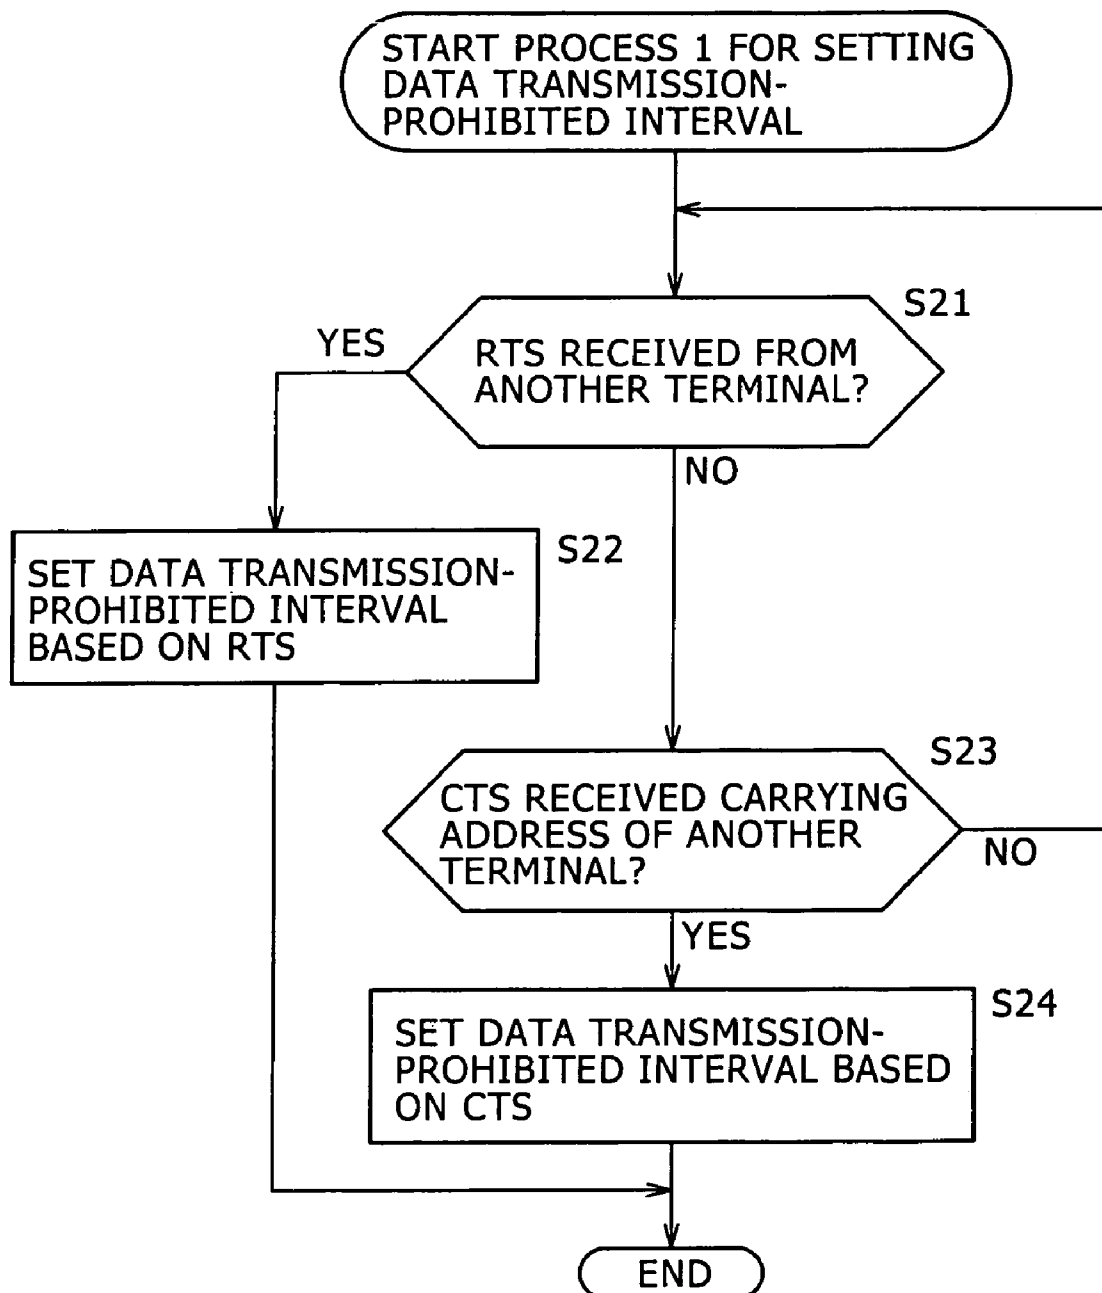 START PROCESS 1 FOR SETTING
DATA TRANSMISSION-
PROHIBITED INTERVAL
S21
YES
RTS RECEIVED FROM
ANOTHER TERMINAL?
NO
S22
SET DATA TRANSMISSION-
PROHIBITED INTERVAL
BASED ON RTS
S23
CTS RECEIVED CARRYING
ADDRESS OF ANOTHER
TERMINAL?
NO
YES
S24
SET DATA TRANSMISSION-
PROHIBITED INTERVAL BASED
ON CTS
END